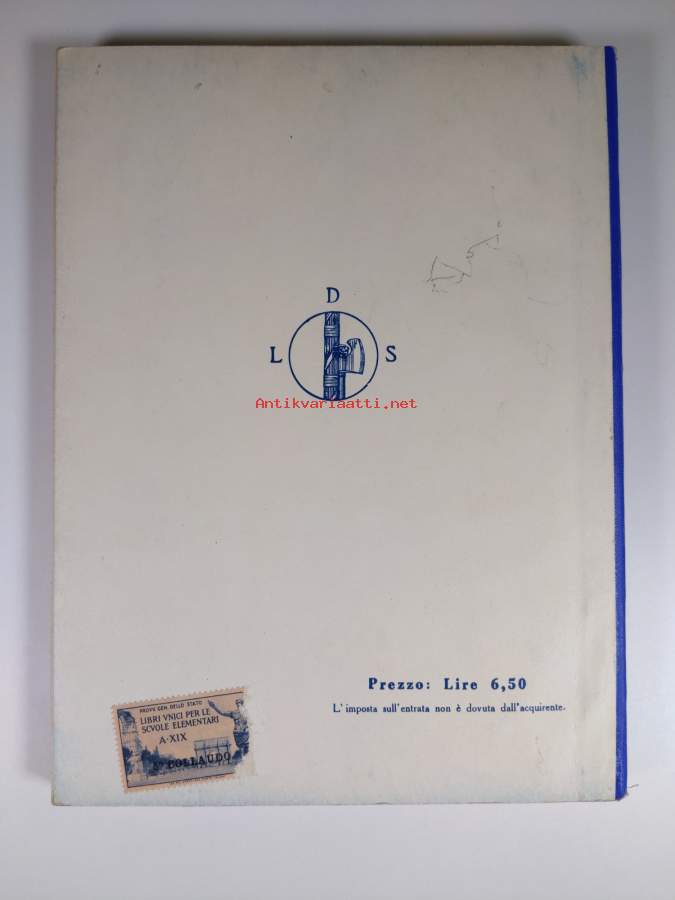 D
L S
Antikvariaatti.net
Prezzo: Lire 6,50
L'imposta sull'entrata non è dovuta dall'acquirente.
PROVV. GEN. DELLO STATO
LIBRI VNICI PER LE
SCVOLE ELEMENTARI
A·XIX
2° COLLAUDO